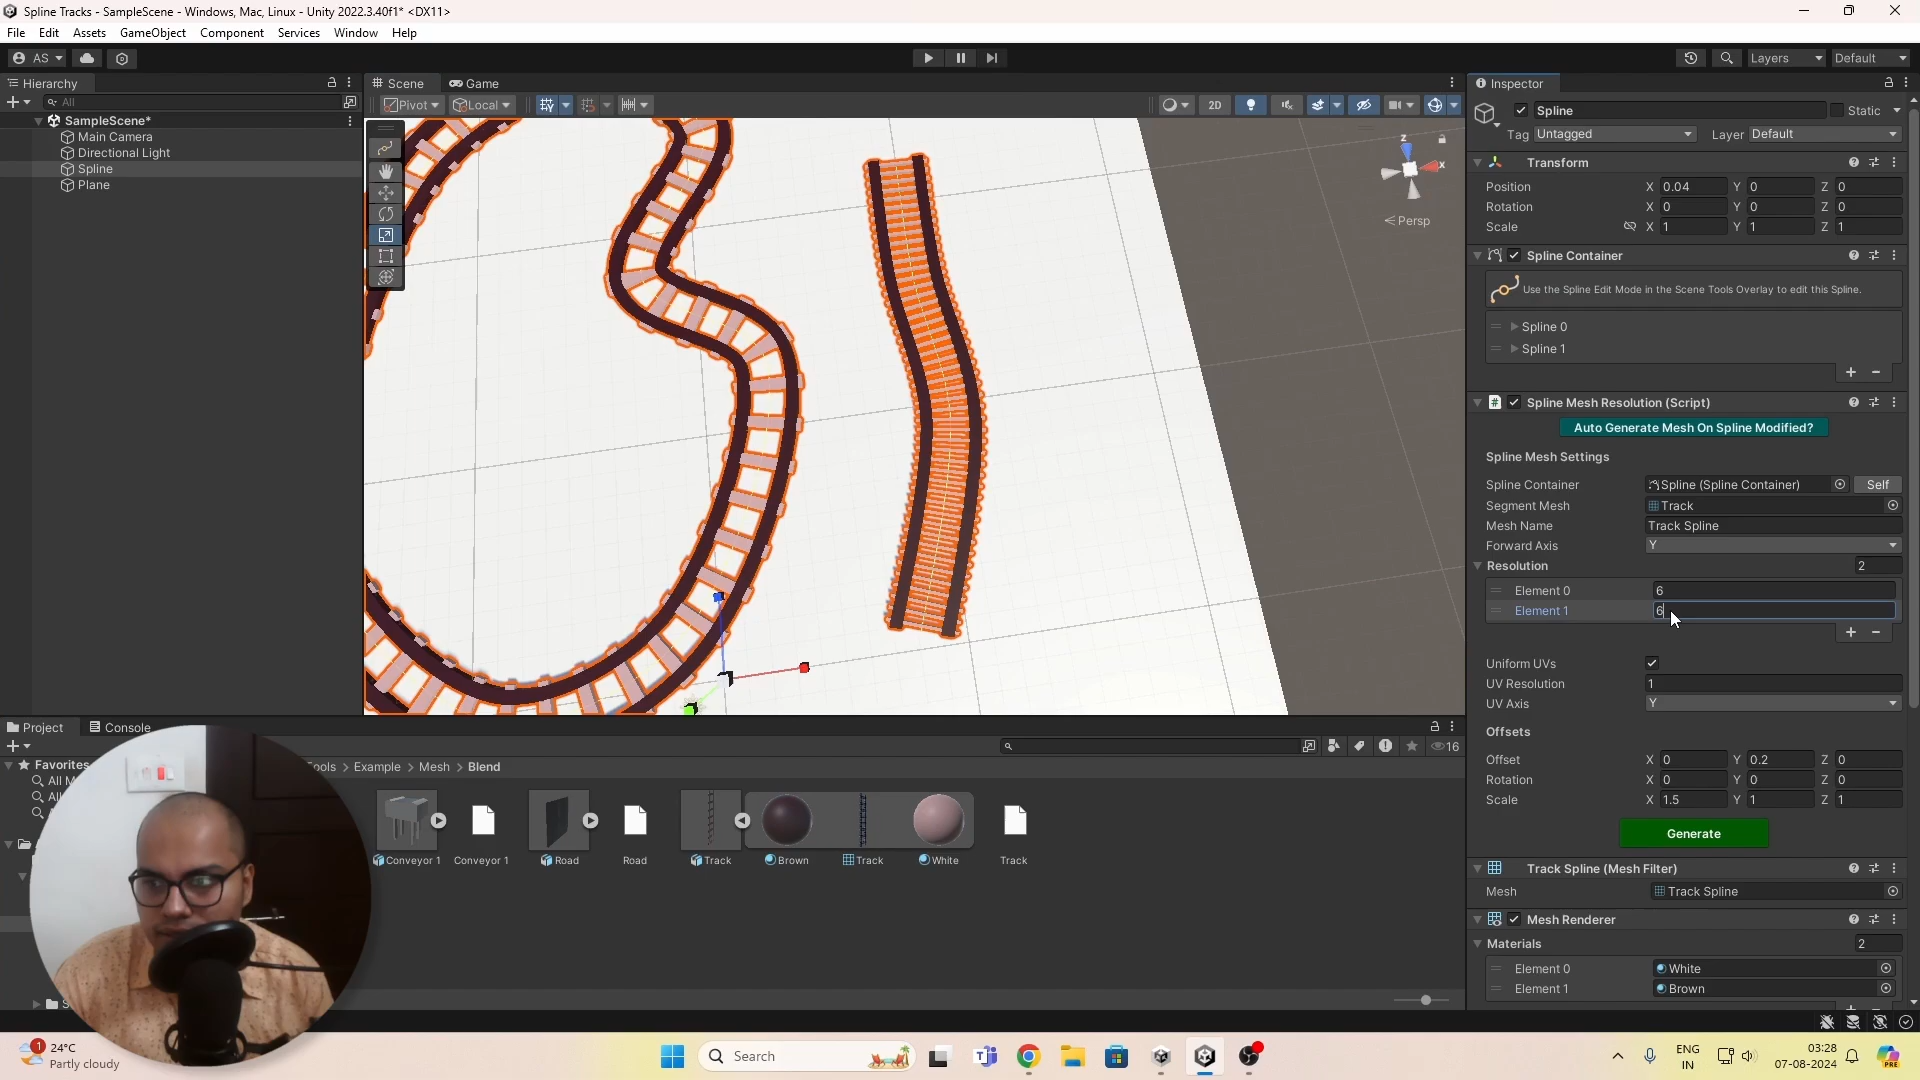 Spline Tracks - SampleScene - Windows, Mac, Linux - Unity 2022.3.40f1* <DX11>
File Edit Assets GameObject Component Services Window Help
AS Layers Default
Hierarchy
All
SampleScene*
Main Camera
Directional Light
Spline
Plane
Scene Game
Pivot Local 2D
z
x
Persp
Inspector
Spline Static
Tag Untagged Layer Default
Transform
Position X 0.04 Y 0 Z 0
Rotation X 0 Y 0 Z 0
Scale X 1 Y 1 Z 1
Spline Container
Use the Spline Edit Mode in the Scene Tools Overlay to edit this Spline.
Spline 0
Spline 1
Spline Mesh Resolution (Script)
Auto Generate Mesh On Spline Modified?
Spline Mesh Settings
Spline Container Spline (Spline Container) Self
Segment Mesh Track
Mesh Name Track Spline
Forward Axis Y
Resolution 2
Element 0 6
Element 1 6
Uniform UVs
UV Resolution 1
UV Axis Y
Offsets
Offset X 0 Y 0.2 Z 0
Rotation X 0 Y 0 Z 0
Scale X 1.5 Y 1 Z 1
Generate
Track Spline (Mesh Filter)
Mesh Track Spline
Mesh Renderer
Materials 2
Element 0 White
Element 1 Brown
Project Console
16
Favorites
Example > Mesh > Blend
Conveyor 1 Conveyor 1 Road Road Track Brown Track White Track
1 24°C
Partly cloudy
Search
ENG
IN
03:28
07-08-2024
PRE